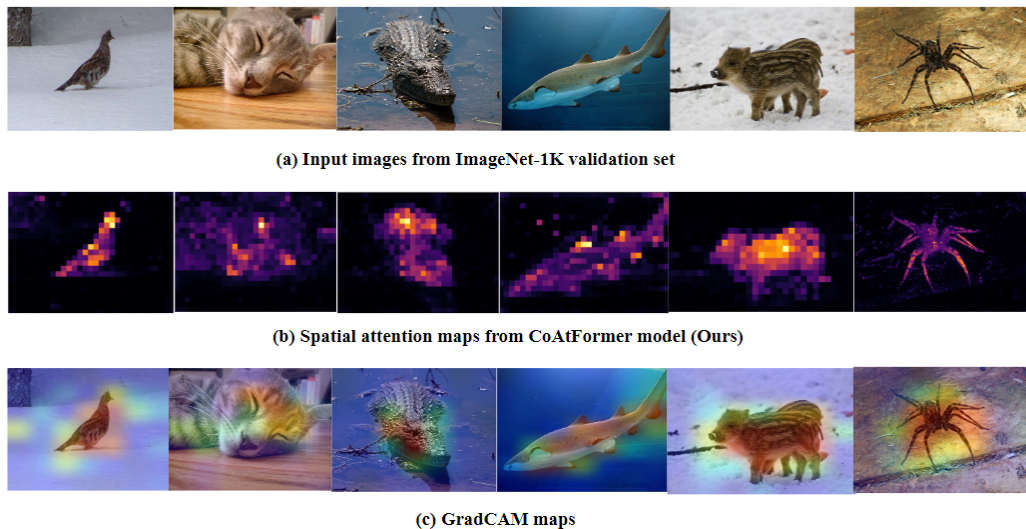 (a) Input images from ImageNet-1K validation set
(b) Spatial attention maps from CoAtFormer model (Ours)
(c) GradCAM maps